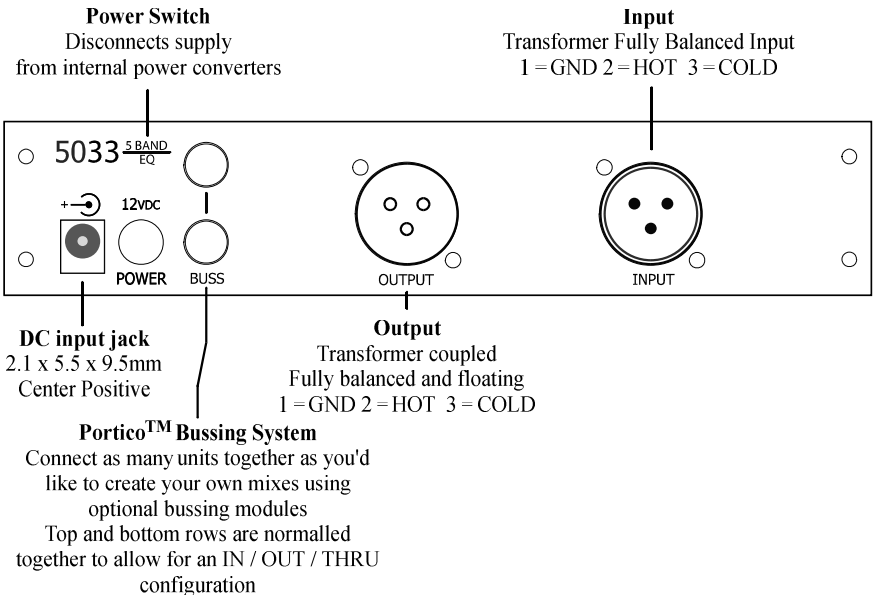 Power Switch
Disconnects supply
from internal power converters
Input
Transformer Fully Balanced Input
1 = GND 2 = HOT 3 = COLD
5033 5 BAND
EQ
+
12VDC
POWER
BUSS
OUTPUT
INPUT
DC input jack
2.1 x 5.5 x 9.5mm
Center Positive
Output
Transformer coupled
Fully balanced and floating
1 = GND 2 = HOT 3 = COLD
Portico™ Bussing System
Connect as many units together as you'd
like to create your own mixes using
optional bussing modules
Top and bottom rows are normalled
together to allow for an IN / OUT / THRU
configuration